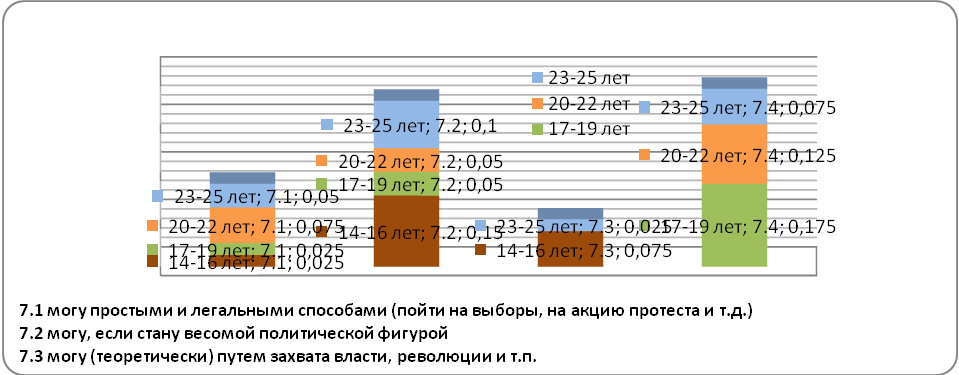 23-25 лет
20-22 лет
17-19 лет
23-25 лет; 7.1; 0,05
20-22 лет; 7.1; 0,075
17-19 лет; 7.1; 0,025
14-16 лет; 7.1; 0,025
23-25 лет; 7.2; 0,1
20-22 лет; 7.2; 0,05
17-19 лет; 7.2; 0,05
14-16 лет; 7.2; 0,15
23-25 лет; 7.3; 0,025
14-16 лет; 7.3; 0,075
23-25 лет; 7.4; 0,075
20-22 лет; 7.4; 0,125
17-19 лет; 7.4; 0,175
7.1 могу простыми и легальными способами (пойти на выборы, на акцию протеста и т.д.)
7.2 могу, если стану весомой политической фигурой
7.3 могу (теоретически) путем захвата власти, революции и т.п.